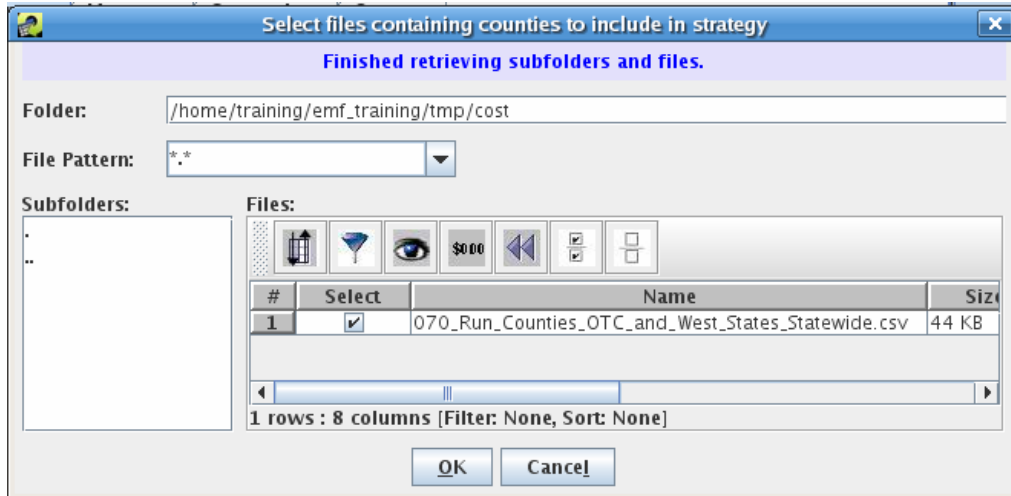 Select files containing counties to include in strategy
Finished retrieving subfolders and files.
Folder: /home/training/emf_training/tmp/cost
File Pattern: *.*
Subfolders: Files:
.
..
$0.00
# Select Name Size
1 070_Run_Counties_OTC_and_West_States_Statewide.csv 44 KB
1 rows : 8 columns [Filter: None, Sort: None]
OK Cancel